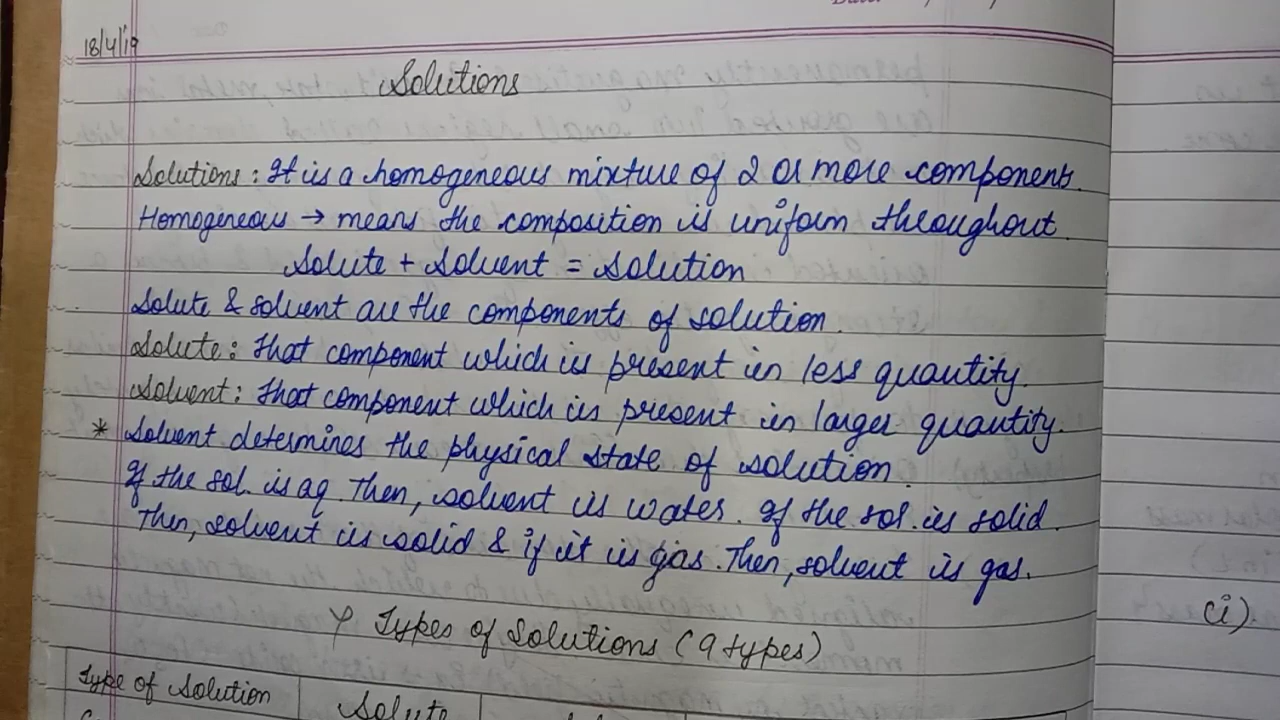 18/4/19
Solutions
Solutions : It is a homogeneous mixture of 2 or more components.
Homogeneous → means the composition is uniform throughout.
Solute + Solvent = Solution
Solute & solvent are the components of solution.
Solute : that component which is present in less quantity.
Solvent : that component which is present in larger quantity.
* Solvent determines the physical state of solution.
If the sol. is aq. then, solvent is water. If the sol. is solid.
Then, solvent is solid & if it is gas. Then, solvent is gas.
Types of Solutions (9 types)
Type of Solution Solute
(i)